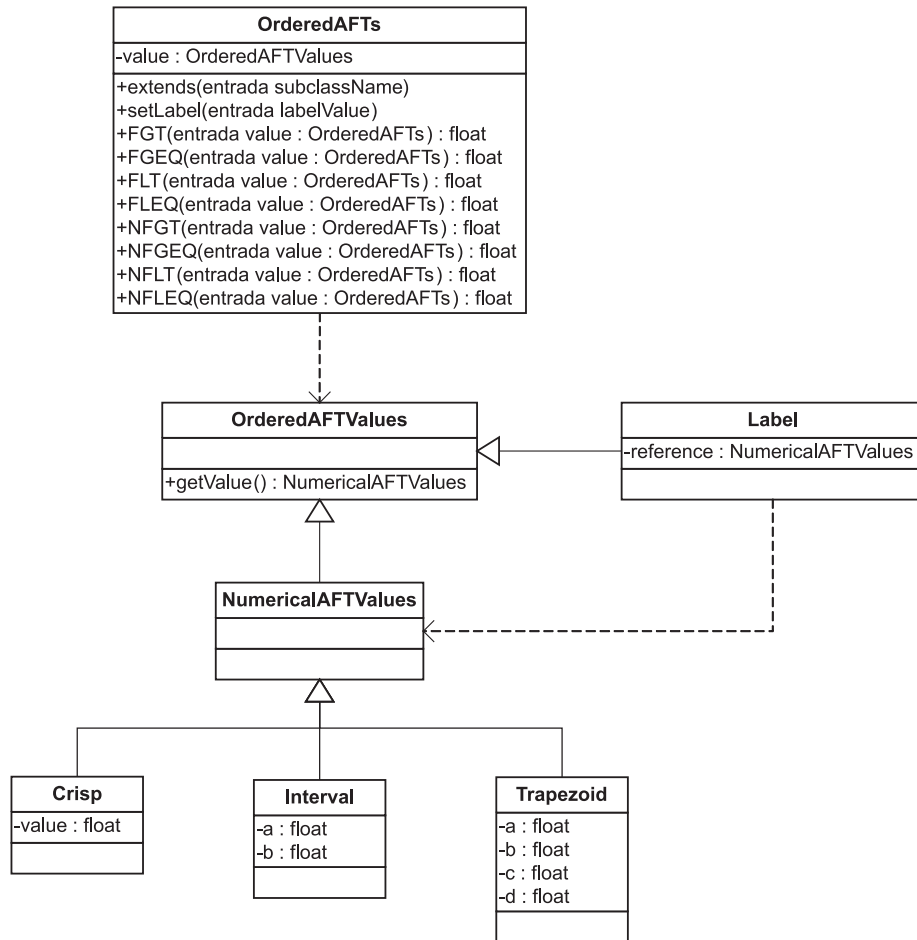 OrderedAFTs
-value : OrderedAFTValues
+extends(entrada subclassName)
+setLabel(entrada labelValue)
+FGT(entrada value : OrderedAFTs) : float
+FGEQ(entrada value : OrderedAFTs) : float
+FLT(entrada value : OrderedAFTs) : float
+FLEQ(entrada value : OrderedAFTs) : float
+NFGT(entrada value : OrderedAFTs) : float
+NFGEQ(entrada value : OrderedAFTs) : float
+NFLT(entrada value : OrderedAFTs) : float
+NFLEQ(entrada value : OrderedAFTs) : float
OrderedAFTValues
+getValue() : NumericalAFTValues
Label
-reference : NumericalAFTValues
NumericalAFTValues
Crisp
-value : float
Interval
-a : float
-b : float
Trapezoid
-a : float
-b : float
-c : float
-d : float